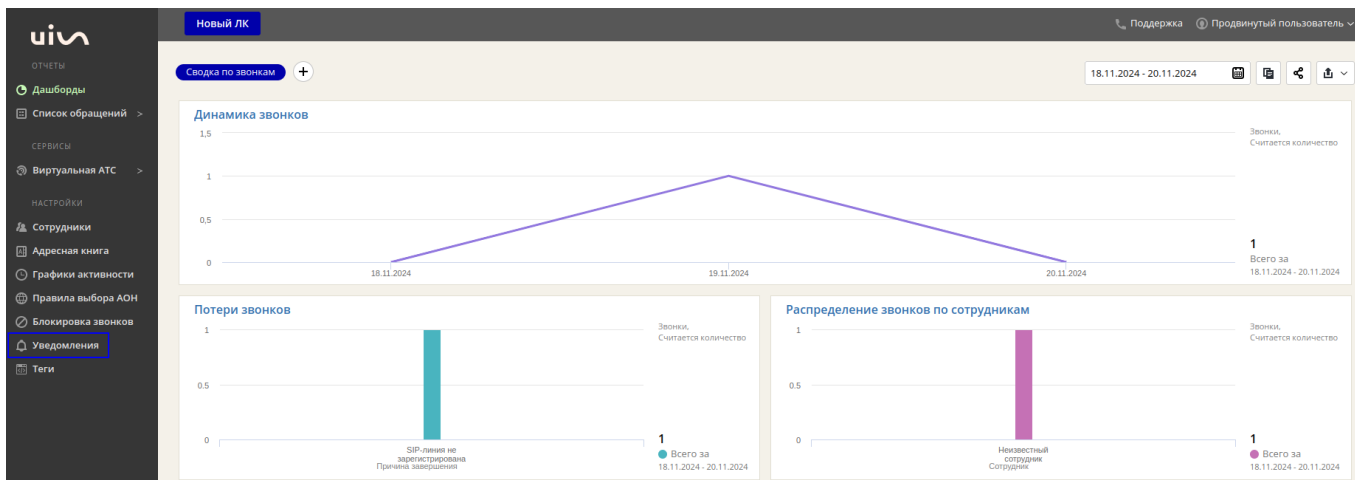 uis
Новый ЛК
Поддержка
Продвинутый пользователь
ОТЧЕТЫ
Дашборды
Список обращений >
СЕРВИСЫ
Виртуальная АТС >
НАСТРОЙКИ
Сотрудники
Адресная книга
Графики активности
Правила выбора АОН
Блокировка звонков
Уведомления
Теги
Сводка по звонкам
+
18.11.2024 - 20.11.2024
Динамика звонков
1,5
1
0,5
0
18.11.2024
19.11.2024
20.11.2024
Звонки,
Считается количество
1
Всего за
18.11.2024 - 20.11.2024
Потери звонков
1
0.5
0
SIP-линия не
зарегистрирована
Причина завершения
Звонки,
Считается количество
1
Всего за
18.11.2024 - 20.11.2024
Распределение звонков по сотрудникам
1
0.5
0
Неизвестный
сотрудник
Сотрудник
Звонки,
Считается количество
1
Всего за
18.11.2024 - 20.11.2024